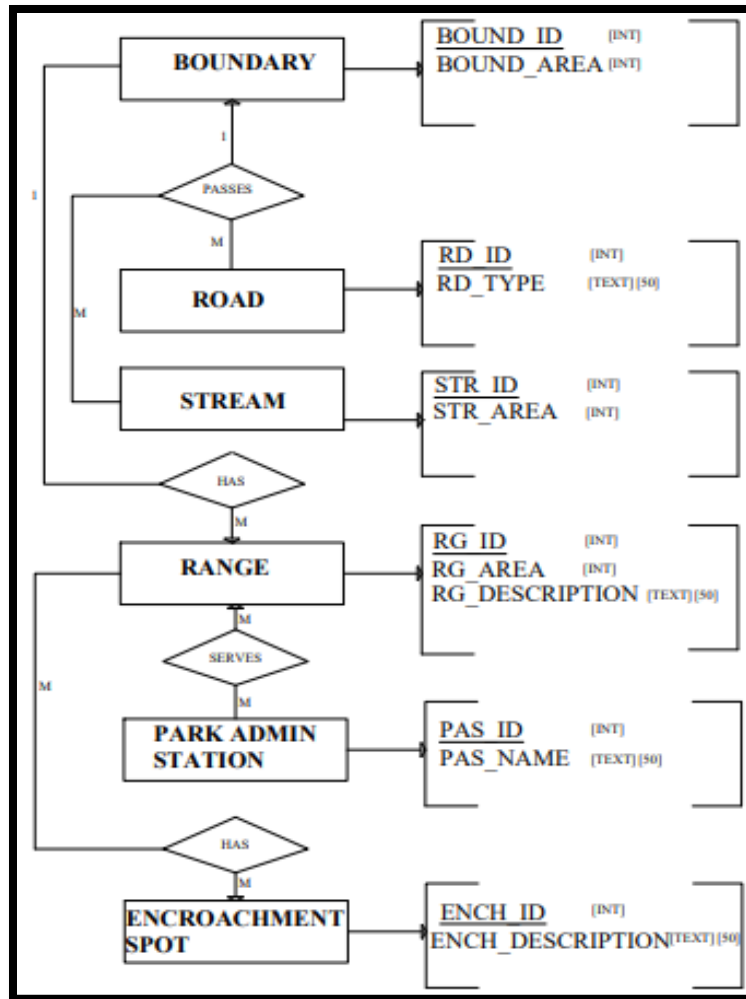 BOUNDARY
BOUND_ID [INT]
BOUND_AREA [INT]
1
PASSES
1
M
ROAD
RD_ID [INT]
RD_TYPE [TEXT][50]
M
STREAM
STR_ID [INT]
STR_AREA [INT]
HAS
M
RANGE
RG_ID [INT]
RG_AREA [INT]
RG_DESCRIPTION [TEXT][50]
M
SERVES
M
M
PARK ADMIN
STATION
PAS_ID [INT]
PAS_NAME [TEXT][50]
HAS
M
ENCROACHMENT
SPOT
ENCH_ID [INT]
ENCH_DESCRIPTION[TEXT][50]